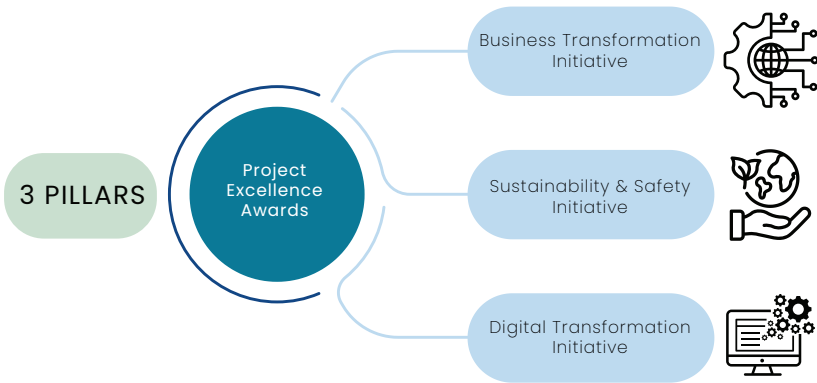 3 PILLARS
Project
Excellence
Awards
Business Transformation
Initiative
Sustainability & Safety
Initiative
Digital Transformation
Initiative